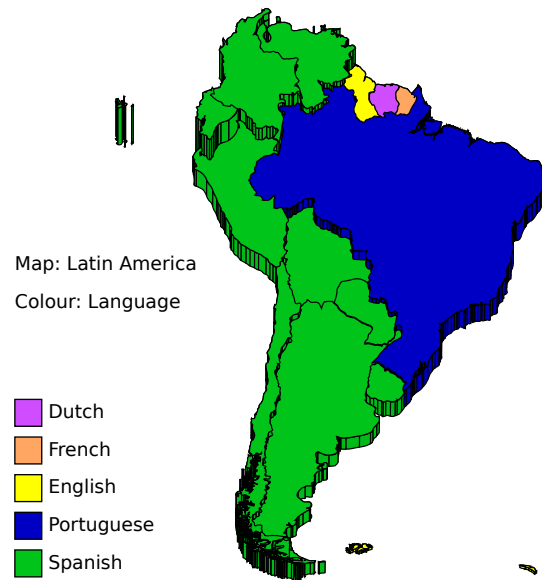 Map: Latin America
Colour: Language
Dutch
French
English
Portuguese
Spanish